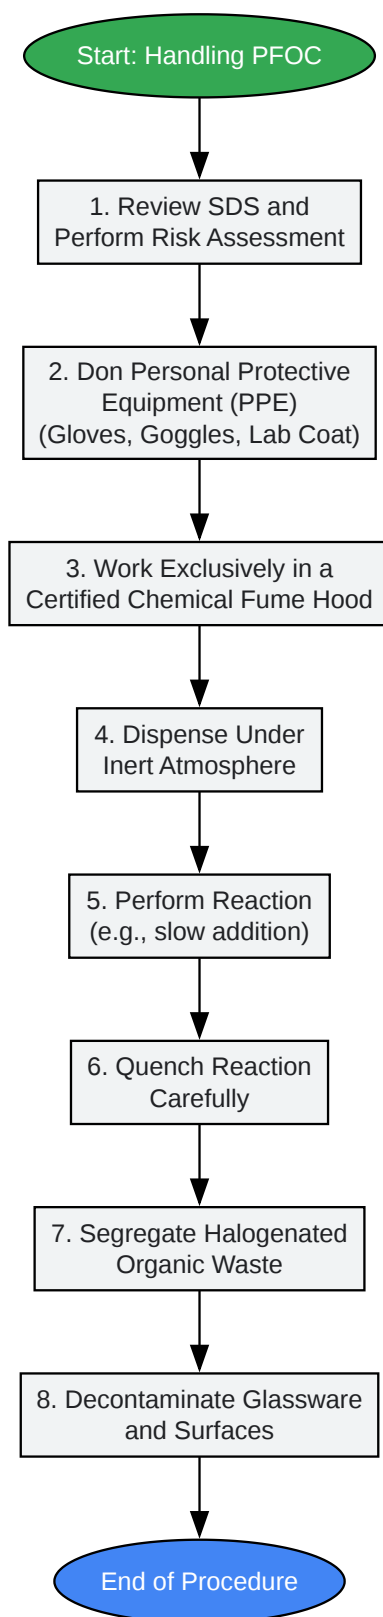 Start: Handling PFOC
1. Review SDS and
Perform Risk Assessment
2. Don Personal Protective
Equipment (PPE)
(Gloves, Goggles, Lab Coat)
3. Work Exclusively in a
Certified Chemical Fume Hood
4. Dispense Under
Inert Atmosphere
5. Perform Reaction
(e.g., slow addition)
6. Quench Reaction
Carefully
7. Segregate Halogenated
Organic Waste
8. Decontaminate Glassware
and Surfaces
End of Procedure